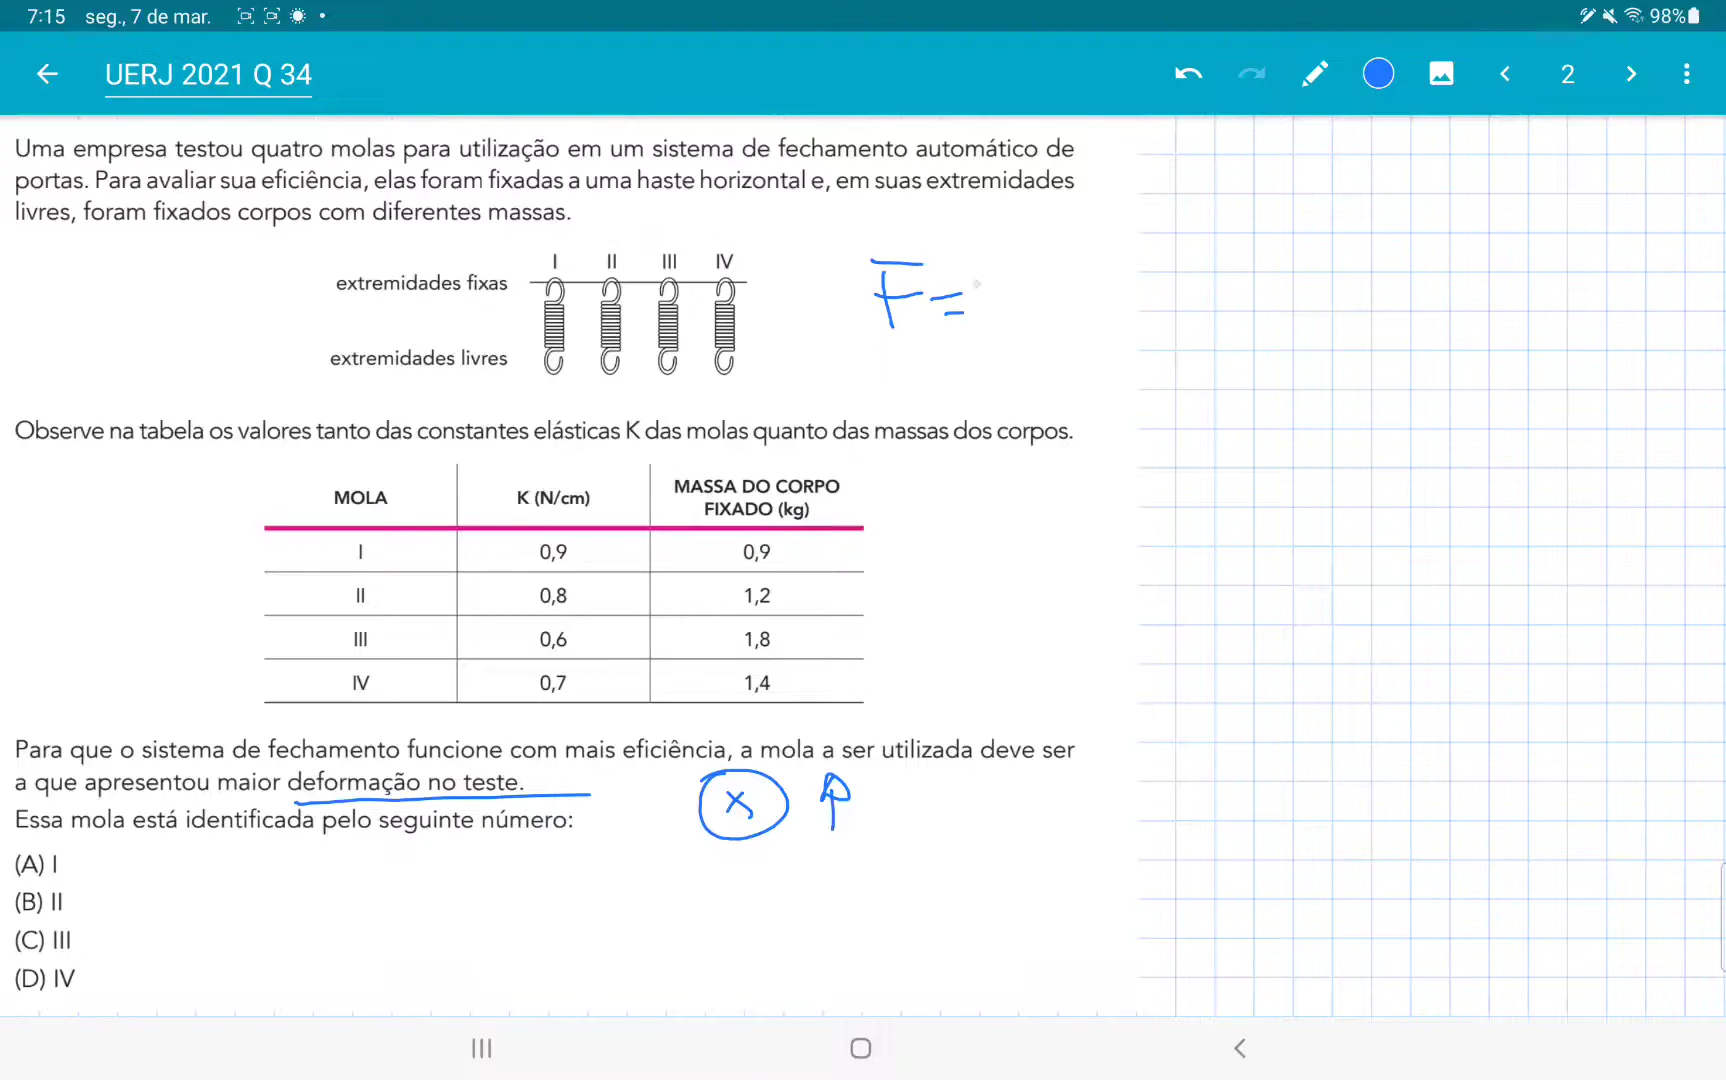 7:15 seg., 7 de mar.
98%
UERJ 2021 Q 34
2
Uma empresa testou quatro molas para utilização em um sistema de fechamento automático de
portas. Para avaliar sua eficiência, elas foram fixadas a uma haste horizontal e, em suas extremidades
livres, foram fixados corpos com diferentes massas.
I II III IV
extremidades fixas
extremidades livres
F =
Observe na tabela os valores tanto das constantes elásticas K das molas quanto das massas dos corpos.
MOLA K (N/cm) MASSA DO CORPO
FIXADO (kg)
I 0,9 0,9
II 0,8 1,2
III 0,6 1,8
IV 0,7 1,4
Para que o sistema de fechamento funcione com mais eficiência, a mola a ser utilizada deve ser
a que apresentou maior deformação no teste.
x ↑
Essa mola está identificada pelo seguinte número:
(A) I
(B) II
(C) III
(D) IV